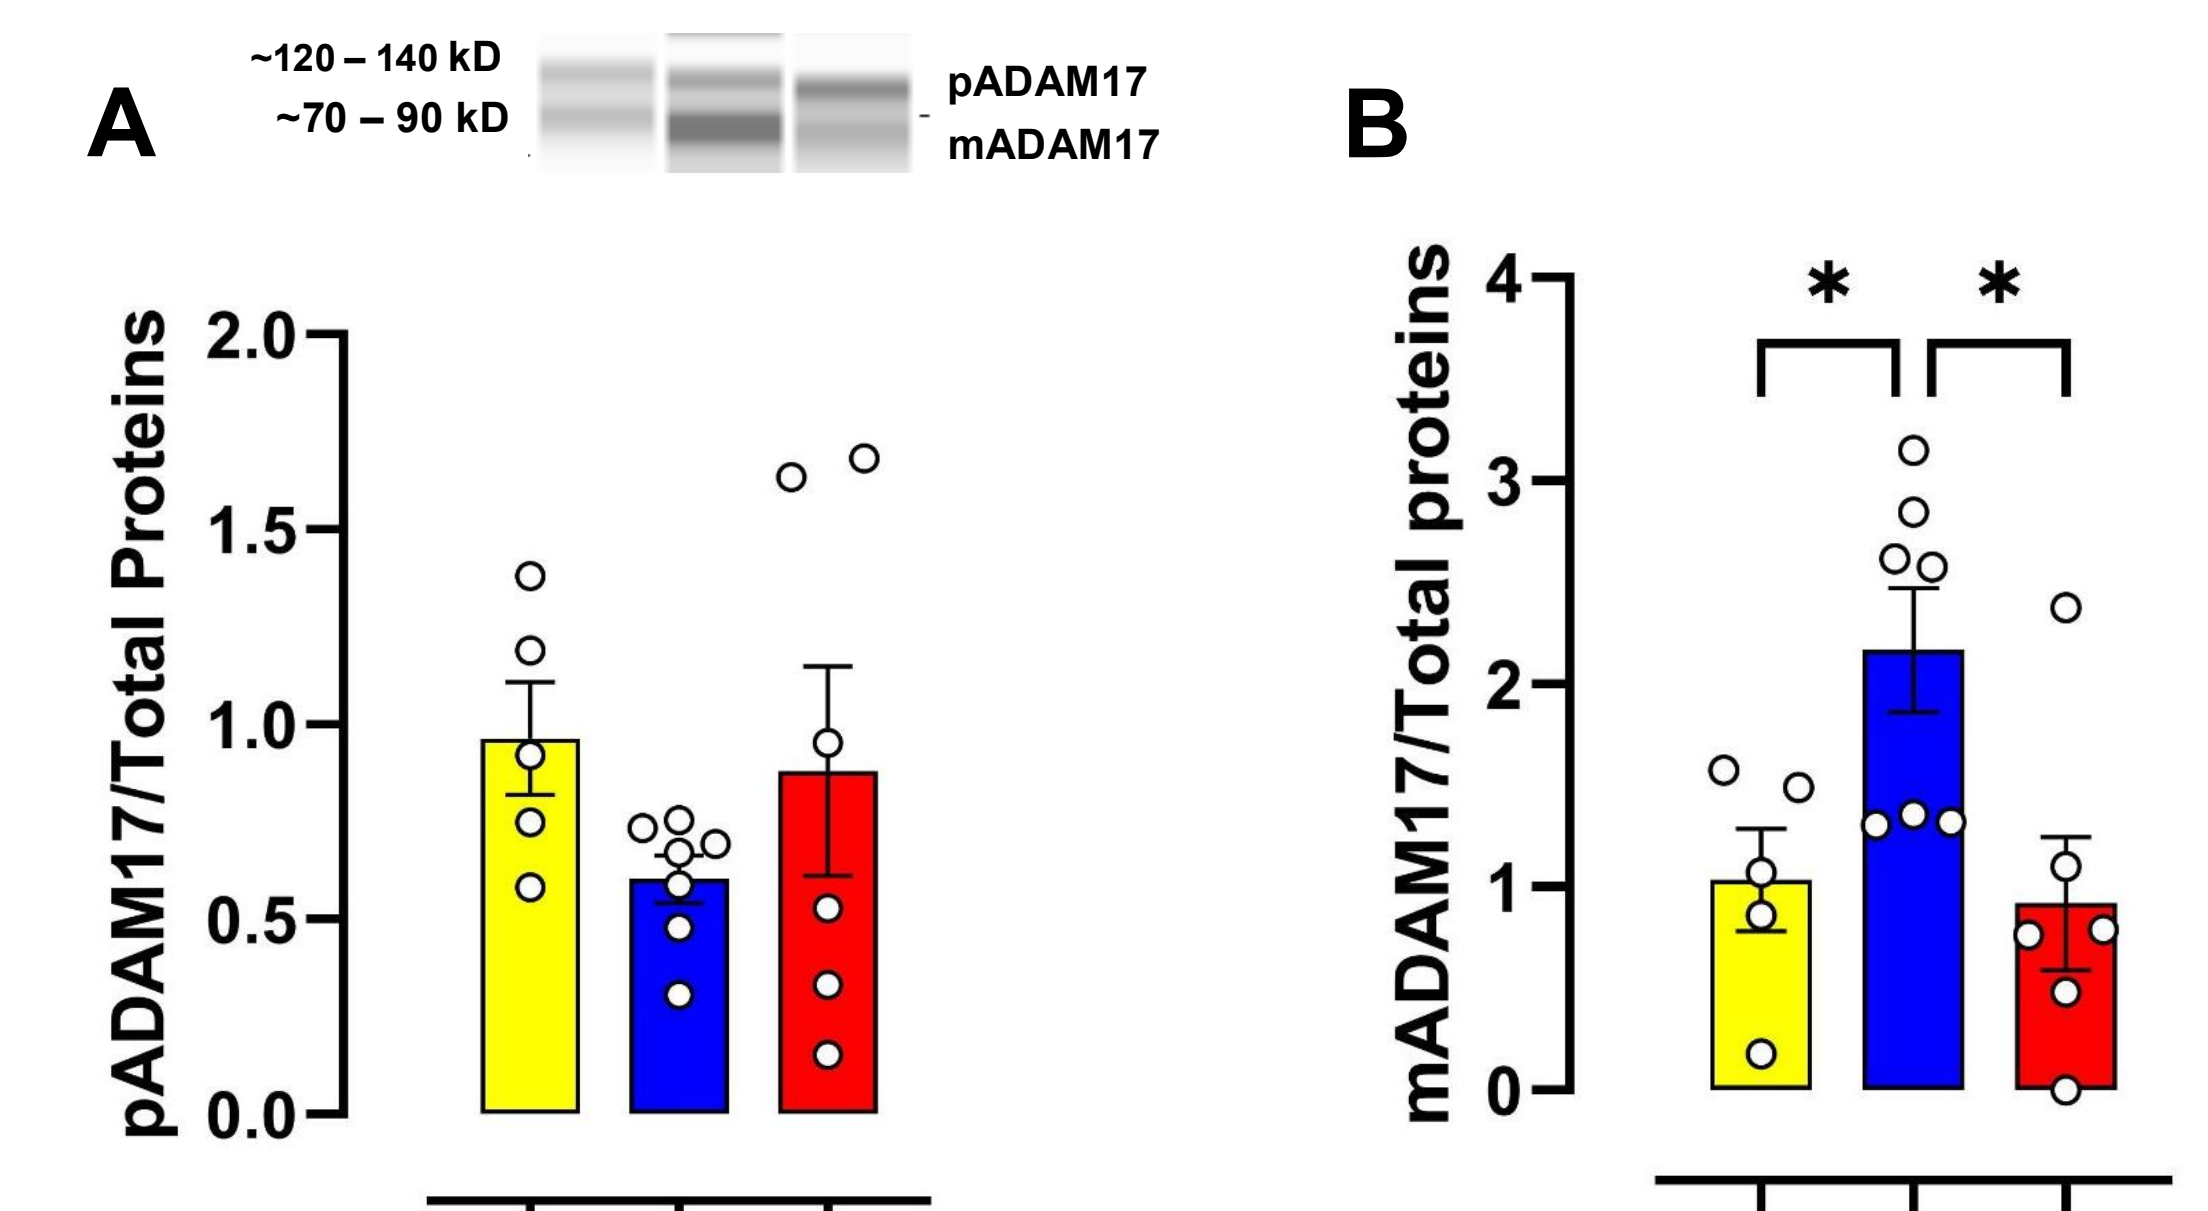 A
~120 – 140 kD
~70 – 90 kD
pADAM17
mADAM17
pADAM17/Total Proteins
2.0
1.5
1.0
0.5
0.0
B
mADAM17/Total proteins
4
3
2
1
0
* *